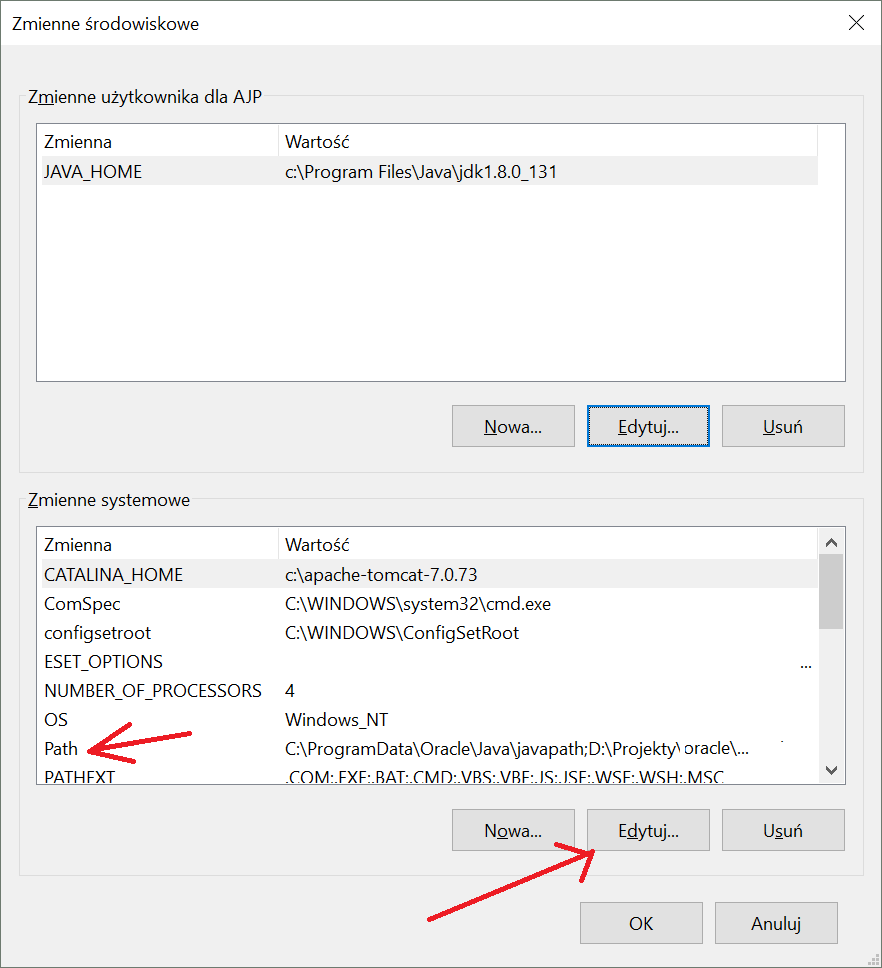 Zmienne środowiskowe
Zmienne użytkownika dla AJP
Zmienna Wartość
JAVA_HOME c:\Program Files\Java\jdk1.8.0_131
Nowa... Edytuj... Usuń
Zmienne systemowe
Zmienna Wartość
CATALINA_HOME c:\apache-tomcat-7.0.73
ComSpec C:\WINDOWS\system32\cmd.exe
configsetroot C:\WINDOWS\ConfigSetRoot
ESET_OPTIONS ...
NUMBER_OF_PROCESSORS 4
OS Windows_NT
Path C:\ProgramData\Oracle\Java\javapath;D:\Projekty\oracle\...
PATHEXT .COM;.EXE;.BAT;.CMD;.VBS;.VBE;.JS;.JSE;.WSF;.WSH;.MSC
Nowa... Edytuj... Usuń
OK Anuluj